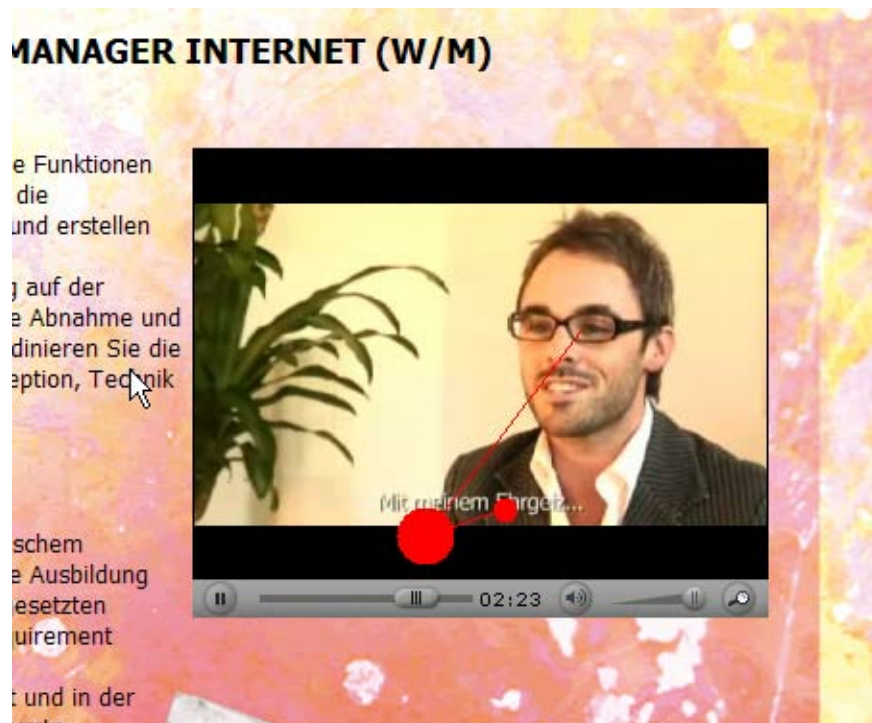 MANAGER INTERNET (W/M)
e Funktionen
die
und erstellen
auf der
e Abnahme und
dinieren Sie die
eption, Technik
Mit meinem Ehrgeiz...
schem
e Ausbildung
esetzten
uirement
02:23
t und in der